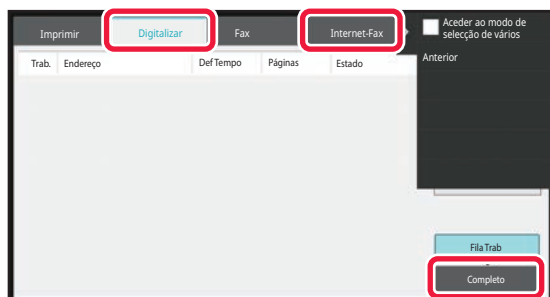 Imprimir Digitalizar Fax Internet-Fax
Aceder ao modo de
selecção de vários
Trab. Endereço Def Tempo Páginas Estado
Anterior
Fila Trab
Completo